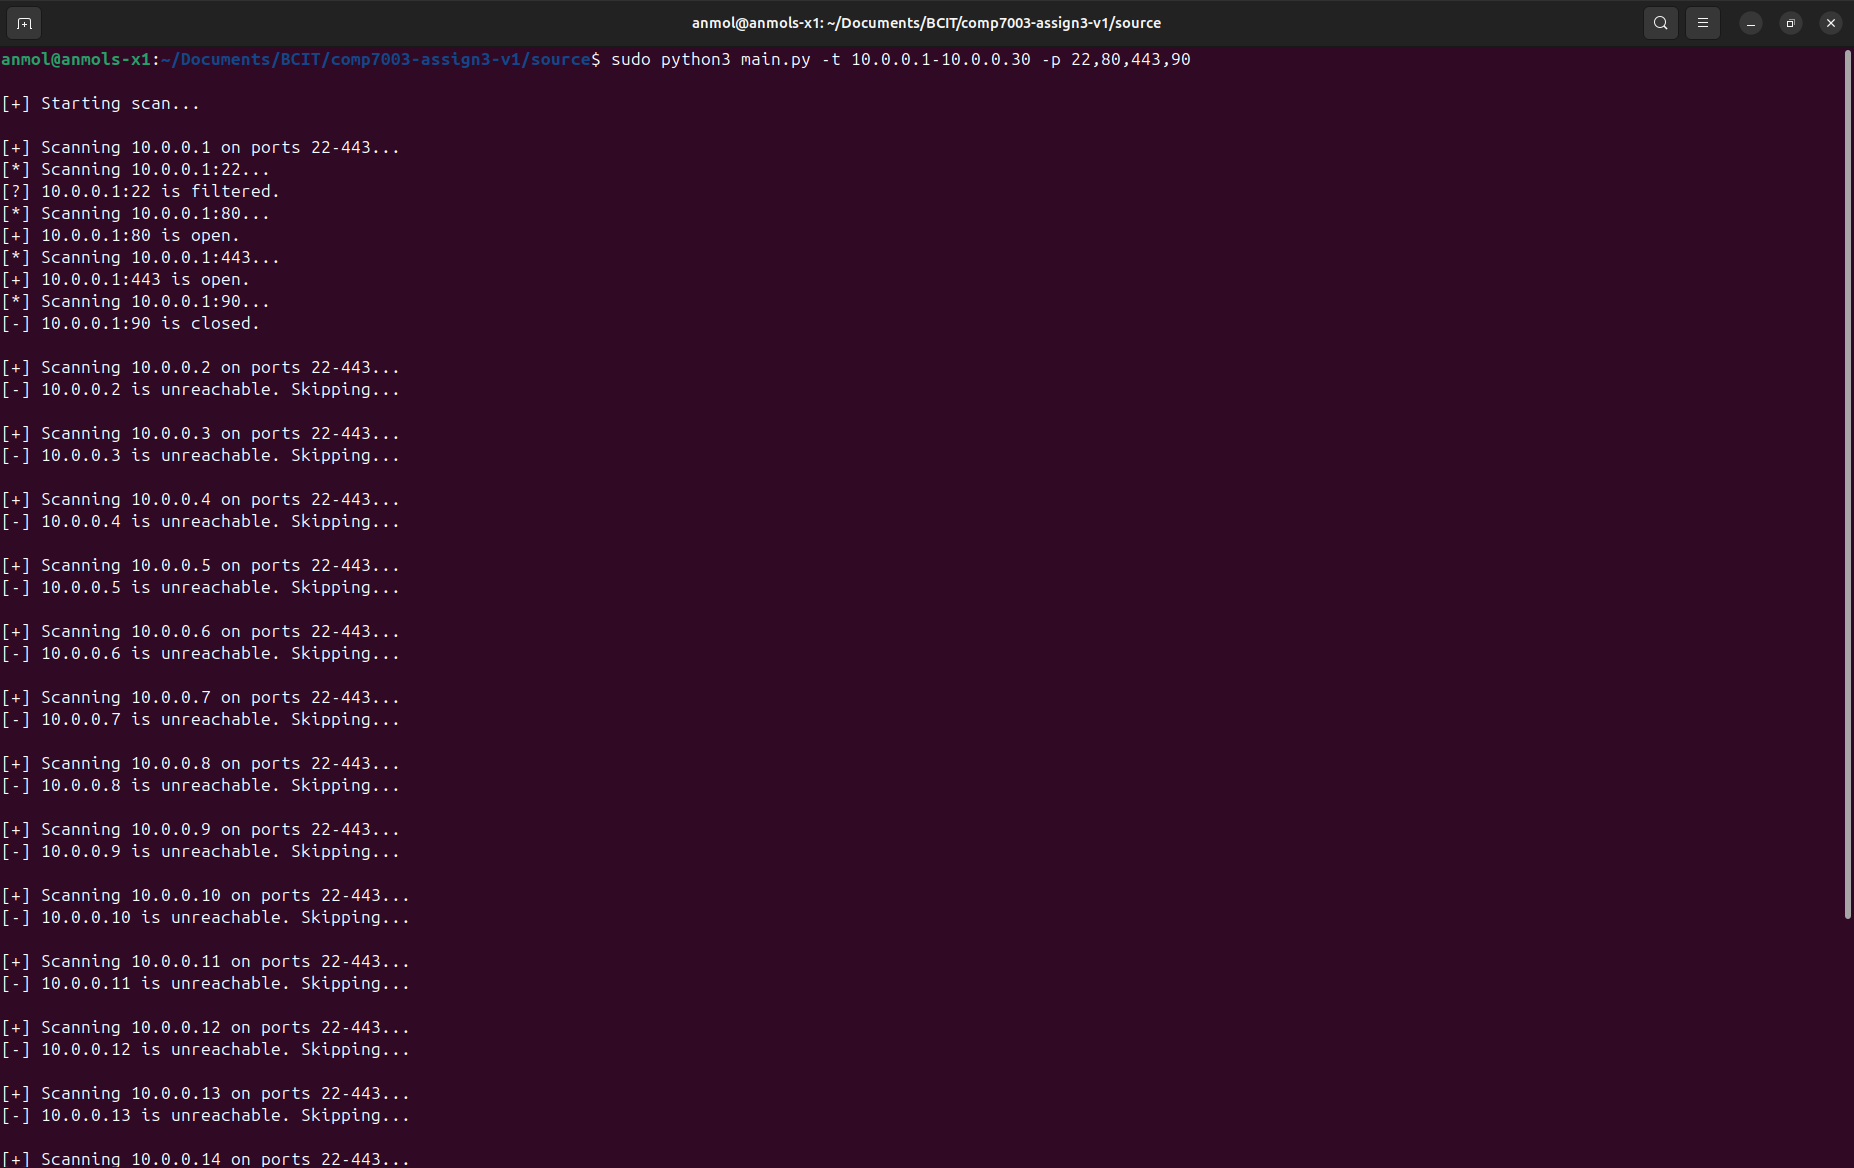 anmol@anmols-x1: ~/Documents/BCIT/comp7003-assign3-v1/source
anmol@anmols-x1:~/Documents/BCIT/comp7003-assign3-v1/source$ sudo python3 main.py -t 10.0.0.1-10.0.0.30 -p 22,80,443,90
[+] Starting scan...
[+] Scanning 10.0.0.1 on ports 22-443...
[*] Scanning 10.0.0.1:22...
[?] 10.0.0.1:22 is filtered.
[*] Scanning 10.0.0.1:80...
[+] 10.0.0.1:80 is open.
[*] Scanning 10.0.0.1:443...
[+] 10.0.0.1:443 is open.
[*] Scanning 10.0.0.1:90...
[-] 10.0.0.1:90 is closed.
[+] Scanning 10.0.0.2 on ports 22-443...
[-] 10.0.0.2 is unreachable. Skipping...
[+] Scanning 10.0.0.3 on ports 22-443...
[-] 10.0.0.3 is unreachable. Skipping...
[+] Scanning 10.0.0.4 on ports 22-443...
[-] 10.0.0.4 is unreachable. Skipping...
[+] Scanning 10.0.0.5 on ports 22-443...
[-] 10.0.0.5 is unreachable. Skipping...
[+] Scanning 10.0.0.6 on ports 22-443...
[-] 10.0.0.6 is unreachable. Skipping...
[+] Scanning 10.0.0.7 on ports 22-443...
[-] 10.0.0.7 is unreachable. Skipping...
[+] Scanning 10.0.0.8 on ports 22-443...
[-] 10.0.0.8 is unreachable. Skipping...
[+] Scanning 10.0.0.9 on ports 22-443...
[-] 10.0.0.9 is unreachable. Skipping...
[+] Scanning 10.0.0.10 on ports 22-443...
[-] 10.0.0.10 is unreachable. Skipping...
[+] Scanning 10.0.0.11 on ports 22-443...
[-] 10.0.0.11 is unreachable. Skipping...
[+] Scanning 10.0.0.12 on ports 22-443...
[-] 10.0.0.12 is unreachable. Skipping...
[+] Scanning 10.0.0.13 on ports 22-443...
[-] 10.0.0.13 is unreachable. Skipping...
[+] Scanning 10.0.0.14 on ports 22-443...